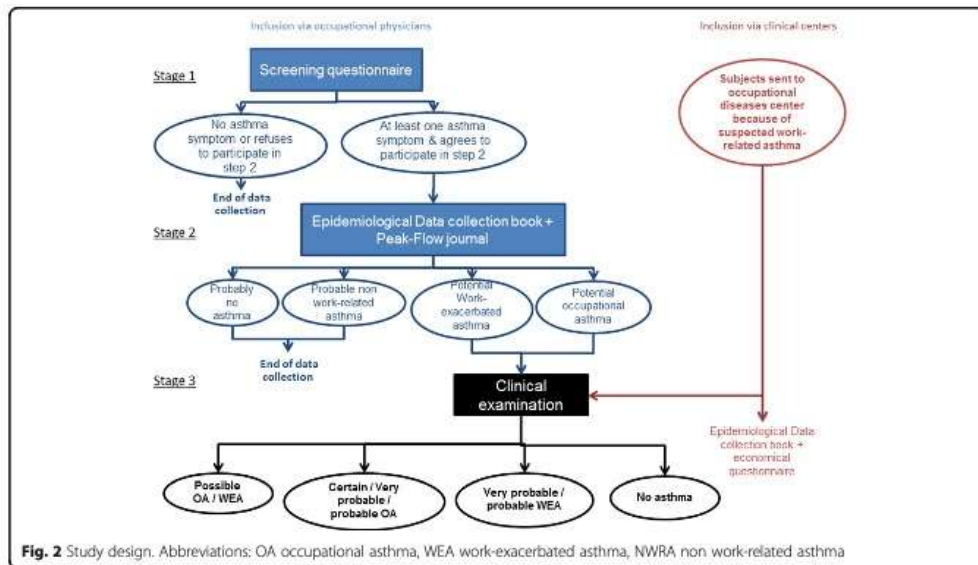 Inclusion via occupational physicians
Inclusion via clinical centers
Stage 1
Screening questionnaire
No asthma
symptom or refuses
to participate in
step 2
At least one asthma
symptom & agrees to
participate in step 2
Subjects sent to
occupational
diseases center
because of
suspected work-
related asthma
End of data
collection
Stage 2
Epidemiological Data collection book +
Peak-Flow journal
Probably
no
asthma
Probable non
work-related
asthma
Potential
Work-
exacerbated
asthma
Potential
occupational
asthma
End of data
collection
Stage 3
Clinical
examination
Epidemiological Data
collection book +
economical
questionnaire
Possible
OA / WEA
Certain / Very
probable /
probable OA
Very probable /
probable WEA
No asthma
Fig. 2 Study design. Abbreviations: OA occupational asthma, WEA work-exacerbated asthma, NWRA non work-related asthma